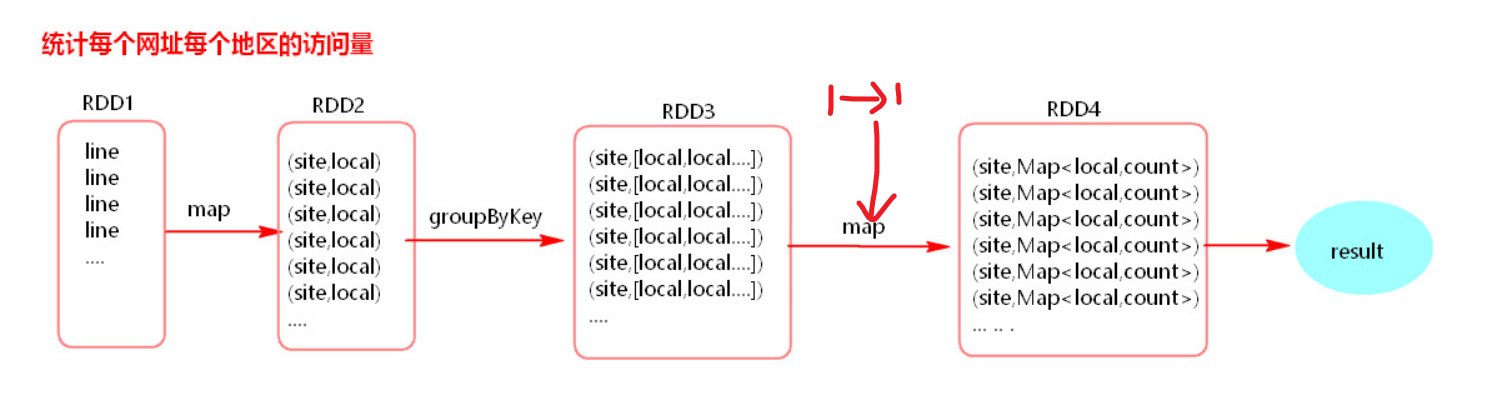 统计每个网址每个地区的访问量
RDD1
line
line
line
line
....
map
RDD2
(site,local)
(site,local)
(site,local)
(site,local)
(site,local)
(site,local)
....
groupByKey
RDD3
(site,[local,local....])
(site,[local,local....])
(site,[local,local....])
(site,[local,local....])
(site,[local,local....])
(site,[local,local....])
....
1→1
map
RDD4
(site,Map<local,count>)
(site,Map<local,count>)
(site,Map<local,count>)
(site,Map<local,count>)
(site,Map<local,count>)
(site,Map<local,count>)
... .. .
result